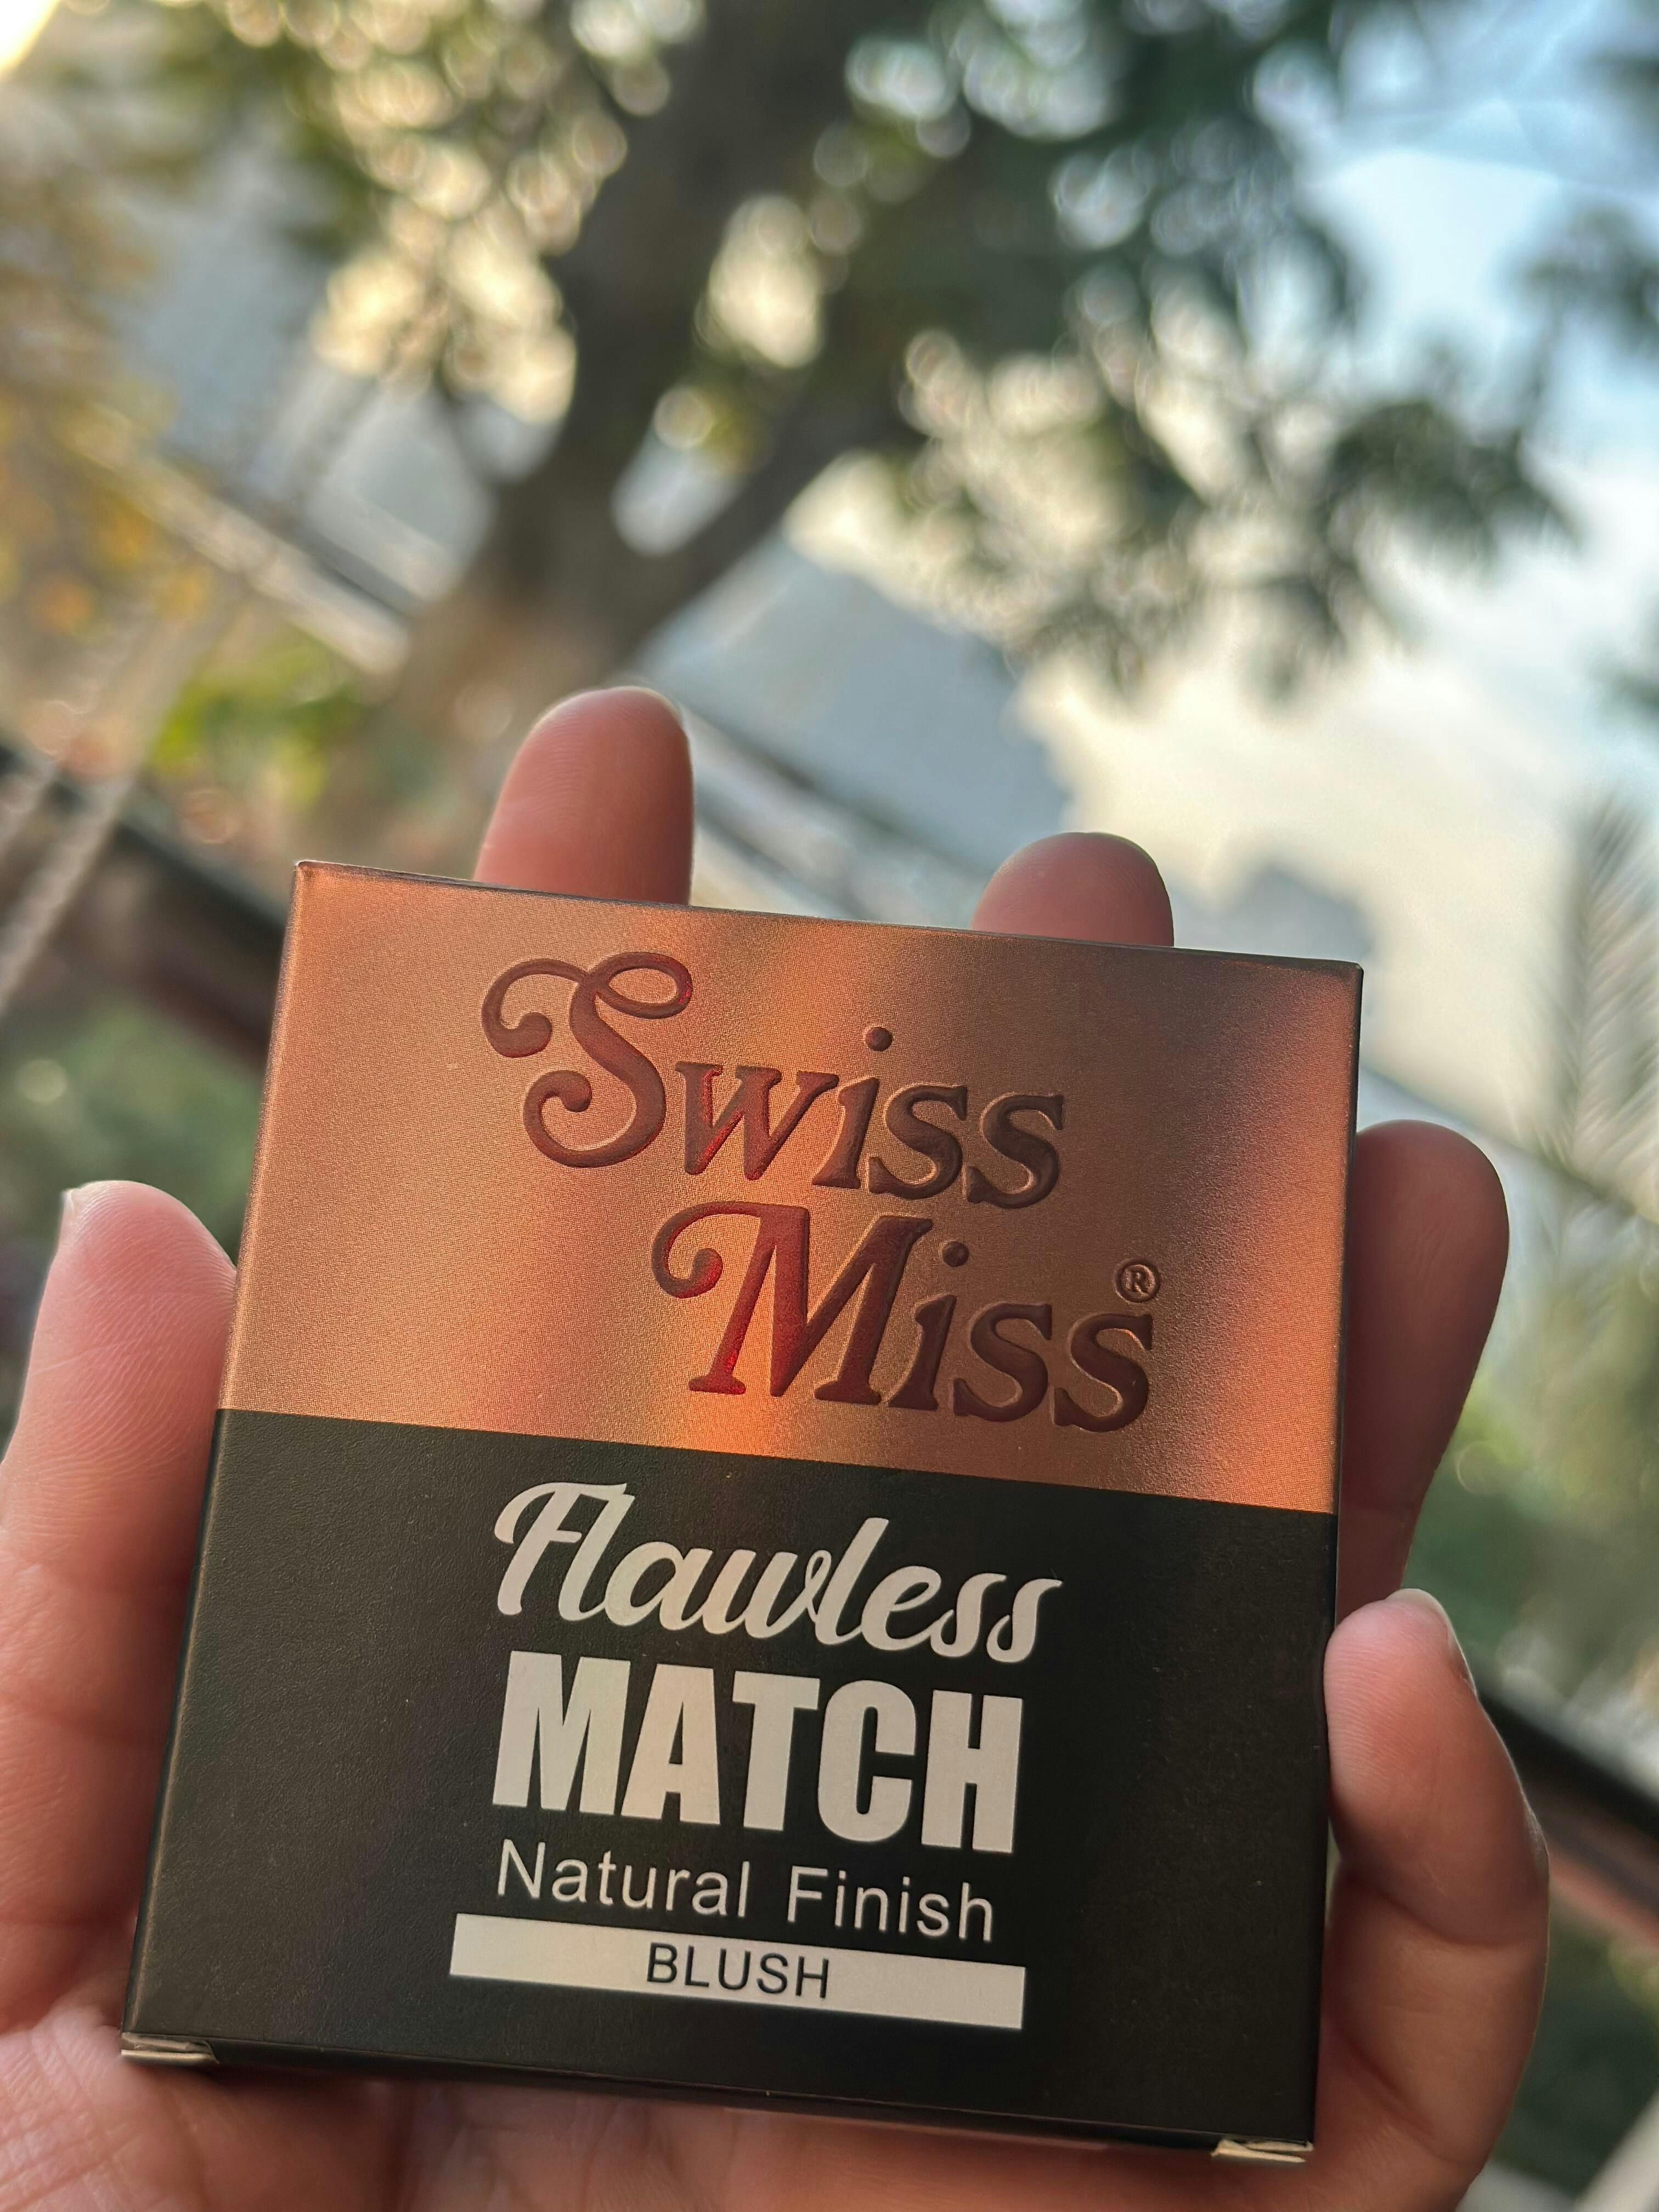 Swiss
Miss®
Flawless
MATCH
Natural Finish
BLUSH